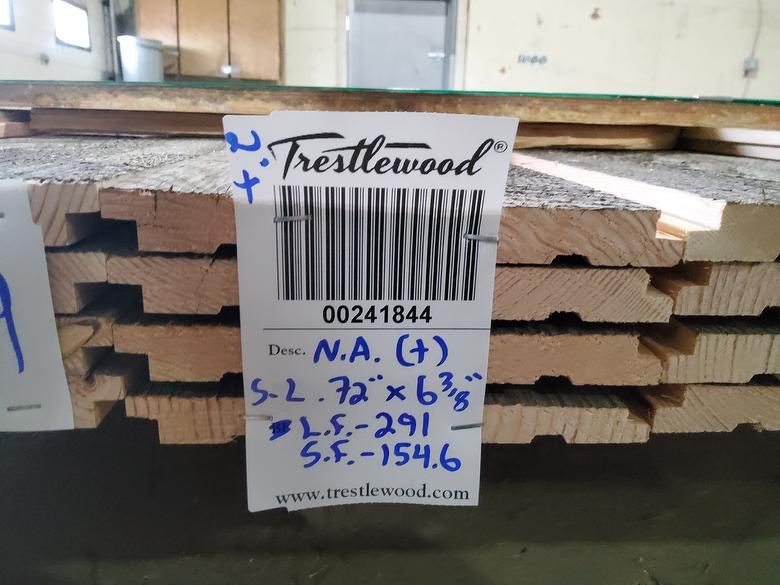 2" +
Trestlewood®
00241844
Desc. N.A. (+)
S.L. .72" x 6 3/8"
L.F.-291
S.F.-154.6
www.trestlewood.com